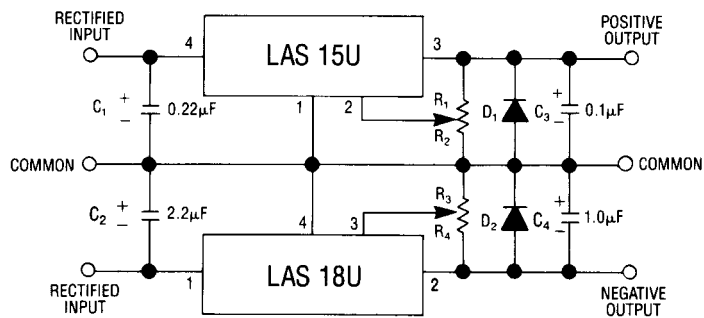 RECTIFIED
INPUT
POSITIVE
OUTPUT
4
LAS 15U
3
1
2
C₁
+
−
0.22µF
R₁
R₂
D₁
C₃
+
−
0.1µF
COMMON
COMMON
C₂
+
−
2.2µF
R₃
R₄
D₂
C₄
+
−
1.0µF
4
3
1
LAS 18U
2
RECTIFIED
INPUT
NEGATIVE
OUTPUT